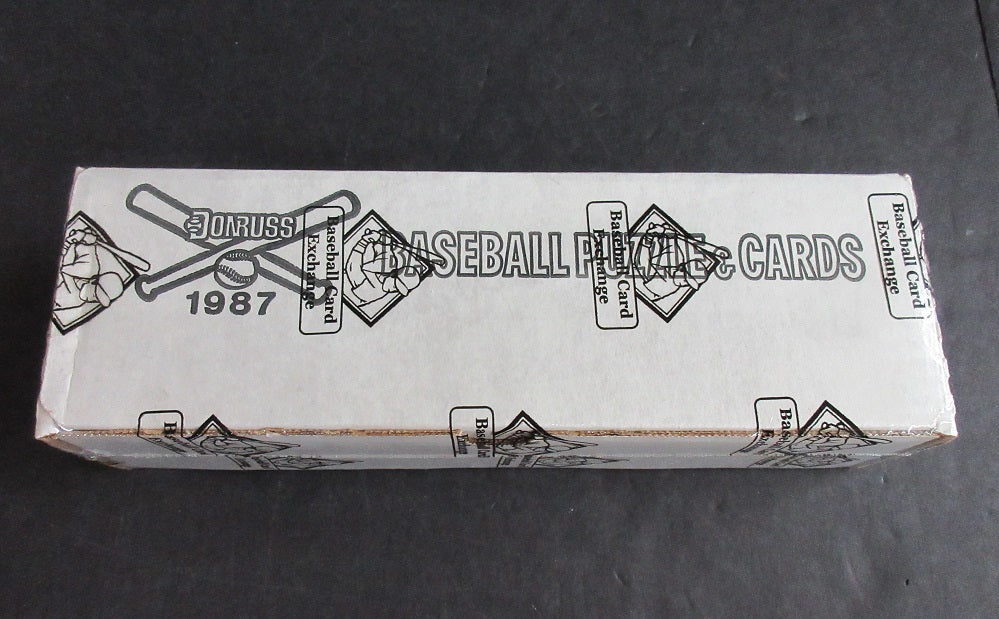 DONRUSS
1987
BASEBALL PUZZLE & CARDS
Baseball Card
Exchange
Baseball Card
Exchange
Baseball Card
Exchange